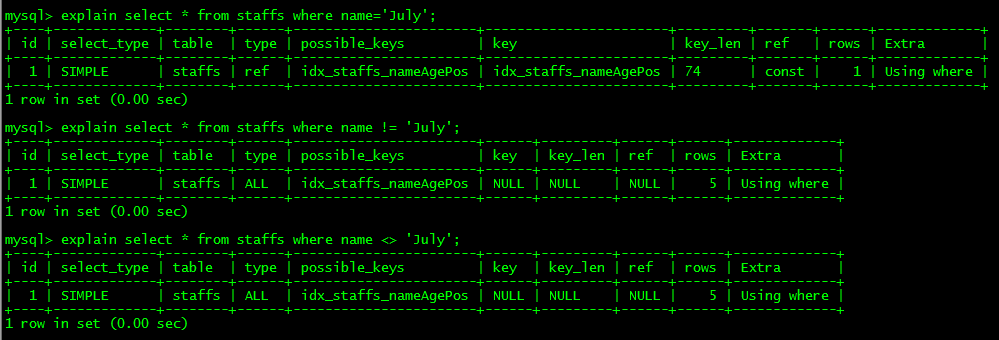 mysql> explain select * from staffs where name='July';
+----+-------------+--------+------+-----------------------+-----------------------+---------+-------+------+-------------+
| id | select_type | table  | type | possible_keys         | key                   | key_len | ref   | rows | Extra       |
+----+-------------+--------+------+-----------------------+-----------------------+---------+-------+------+-------------+
|  1 | SIMPLE      | staffs | ref  | idx_staffs_nameAgePos | idx_staffs_nameAgePos | 74      | const |    1 | Using where |
+----+-------------+--------+------+-----------------------+-----------------------+---------+-------+------+-------------+
1 row in set (0.00 sec)
mysql> explain select * from staffs where name != 'July';
+----+-------------+--------+------+-----------------------+------+---------+------+------+-------------+
| id | select_type | table  | type | possible_keys         | key  | key_len | ref  | rows | Extra       |
+----+-------------+--------+------+-----------------------+------+---------+------+------+-------------+
|  1 | SIMPLE      | staffs | ALL  | idx_staffs_nameAgePos | NULL | NULL    | NULL |    5 | Using where |
+----+-------------+--------+------+-----------------------+------+---------+------+------+-------------+
1 row in set (0.00 sec)
mysql> explain select * from staffs where name <> 'July';
+----+-------------+--------+------+-----------------------+------+---------+------+------+-------------+
| id | select_type | table  | type | possible_keys         | key  | key_len | ref  | rows | Extra       |
+----+-------------+--------+------+-----------------------+------+---------+------+------+-------------+
|  1 | SIMPLE      | staffs | ALL  | idx_staffs_nameAgePos | NULL | NULL    | NULL |    5 | Using where |
+----+-------------+--------+------+-----------------------+------+---------+------+------+-------------+
1 row in set (0.00 sec)